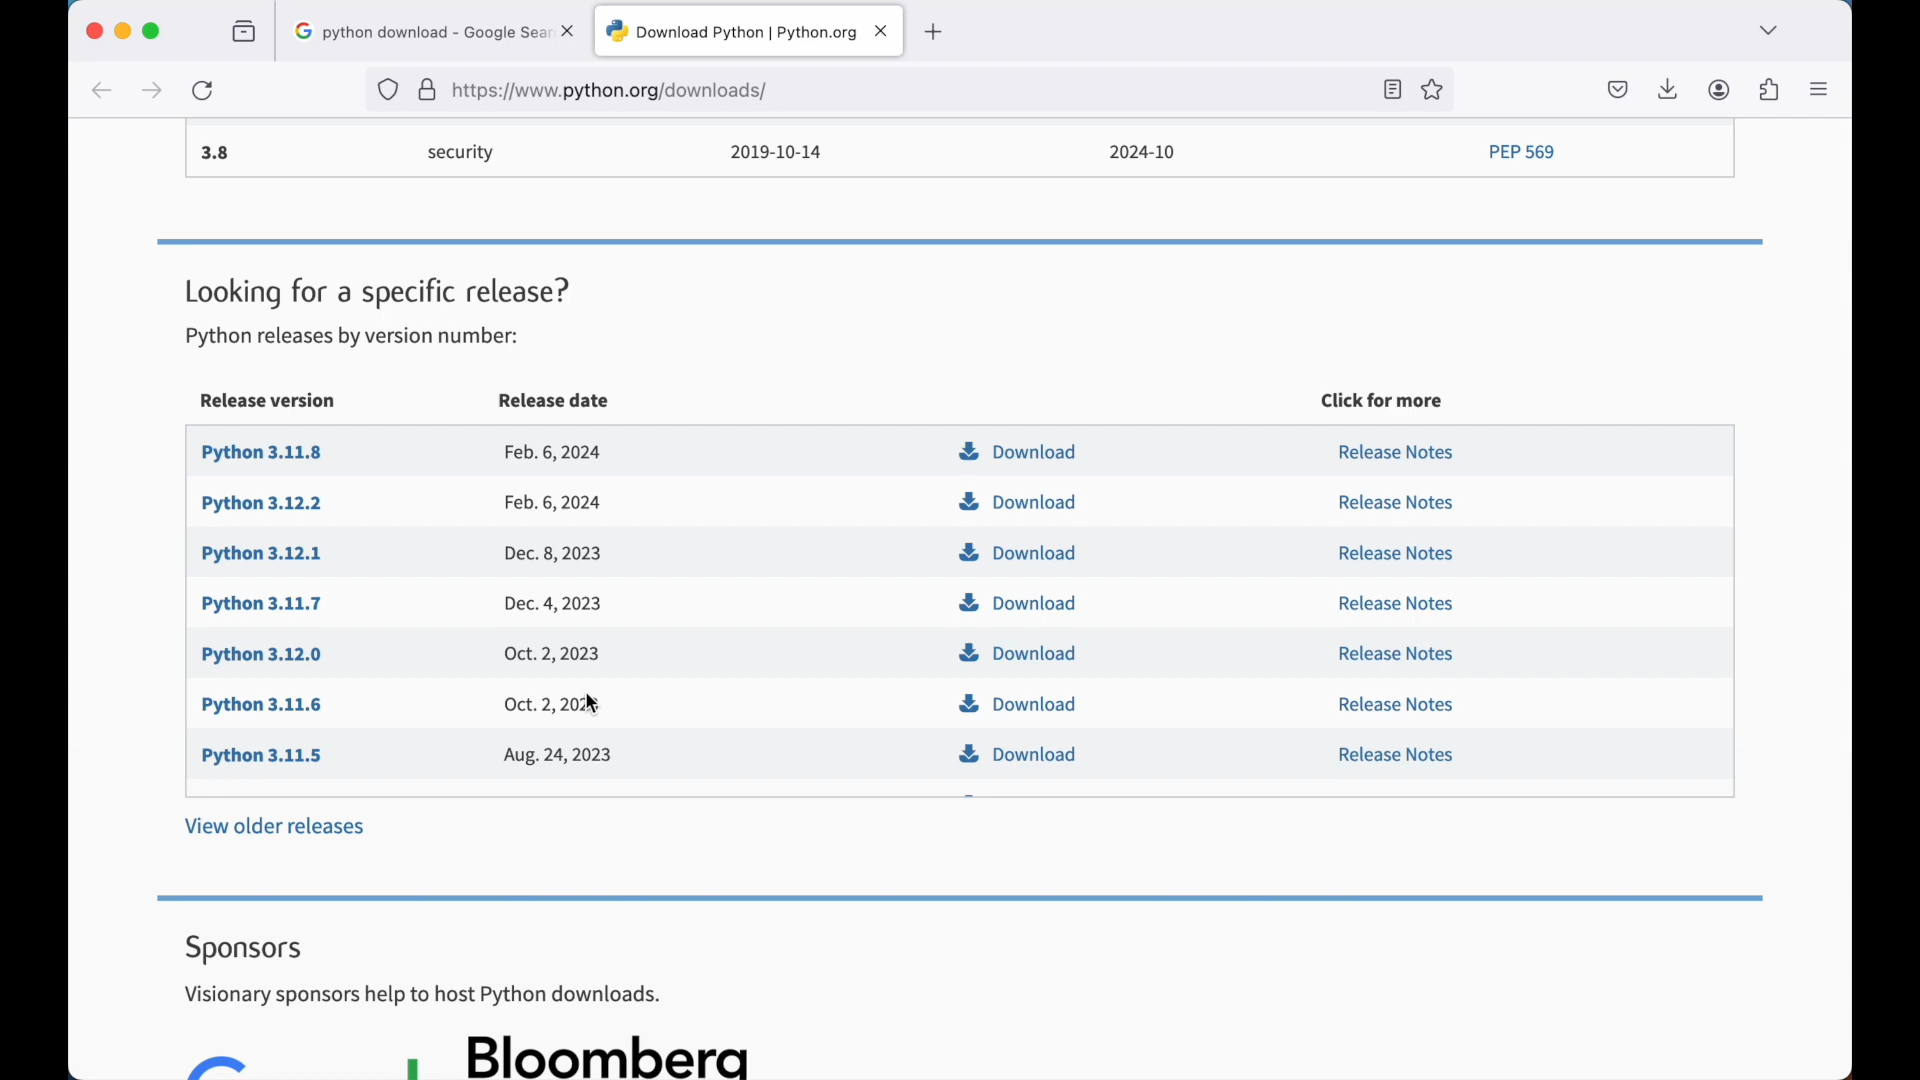 python download - Google Sear
Download Python | Python.org
https://www.python.org/downloads/
3.8 security 2019-10-14 2024-10 PEP 569
Looking for a specific release?
Python releases by version number:
Release version Release date Click for more
Python 3.11.8 Feb. 6, 2024 Download Release Notes
Python 3.12.2 Feb. 6, 2024 Download Release Notes
Python 3.12.1 Dec. 8, 2023 Download Release Notes
Python 3.11.7 Dec. 4, 2023 Download Release Notes
Python 3.12.0 Oct. 2, 2023 Download Release Notes
Python 3.11.6 Oct. 2, 2023 Download Release Notes
Python 3.11.5 Aug. 24, 2023 Download Release Notes
View older releases
Sponsors
Visionary sponsors help to host Python downloads.
Bloomberg